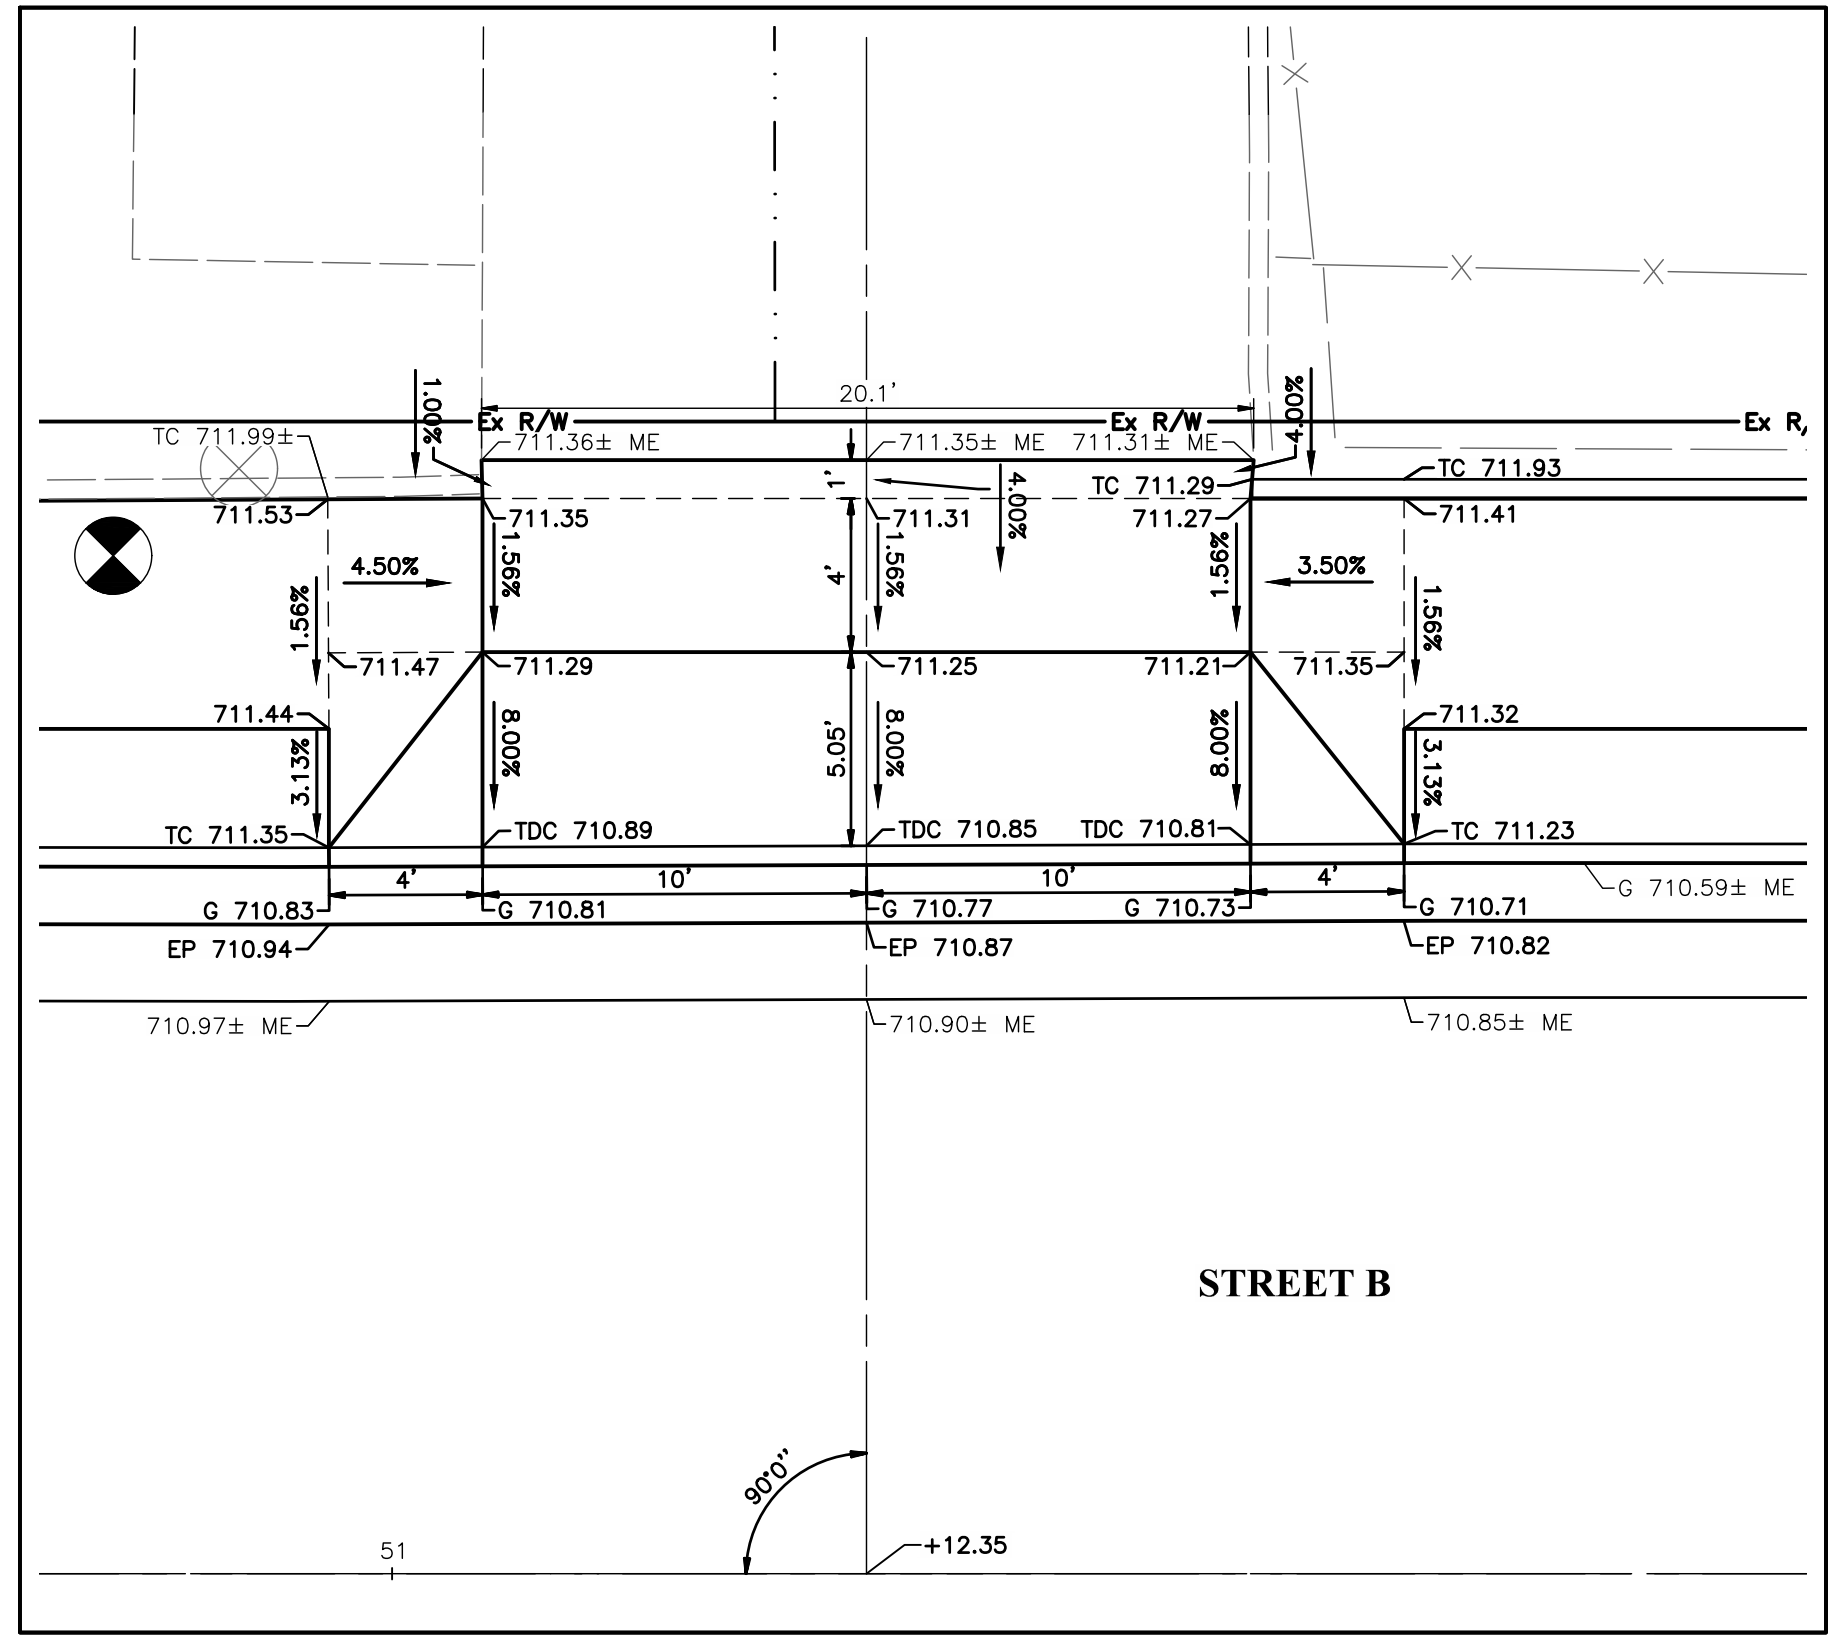 20.1'
1.00%
4.00%
Ex R/W
Ex R/W
Ex R/
TC 711.99±
711.36± ME
711.35± ME
711.31± ME
TC 711.93
1'
4.00%
TC 711.29
711.53
711.35
711.31
711.27
711.41
1.56%
4.50%
1.56%
4'
1.56%
1.56%
3.50%
1.56%
711.47
711.29
711.25
711.21
711.35
711.44
711.32
3.13%
8.00%
5.05'
8.00%
8.00%
3.13%
TC 711.35
TDC 710.89
TDC 710.85
TDC 710.81
TC 711.23
4'
10'
10'
4'
G 710.59± ME
G 710.83
G 710.81
G 710.77
G 710.73
G 710.71
EP 710.94
EP 710.87
EP 710.82
710.97± ME
710.90± ME
710.85± ME
STREET B
90°0"
51
+12.35